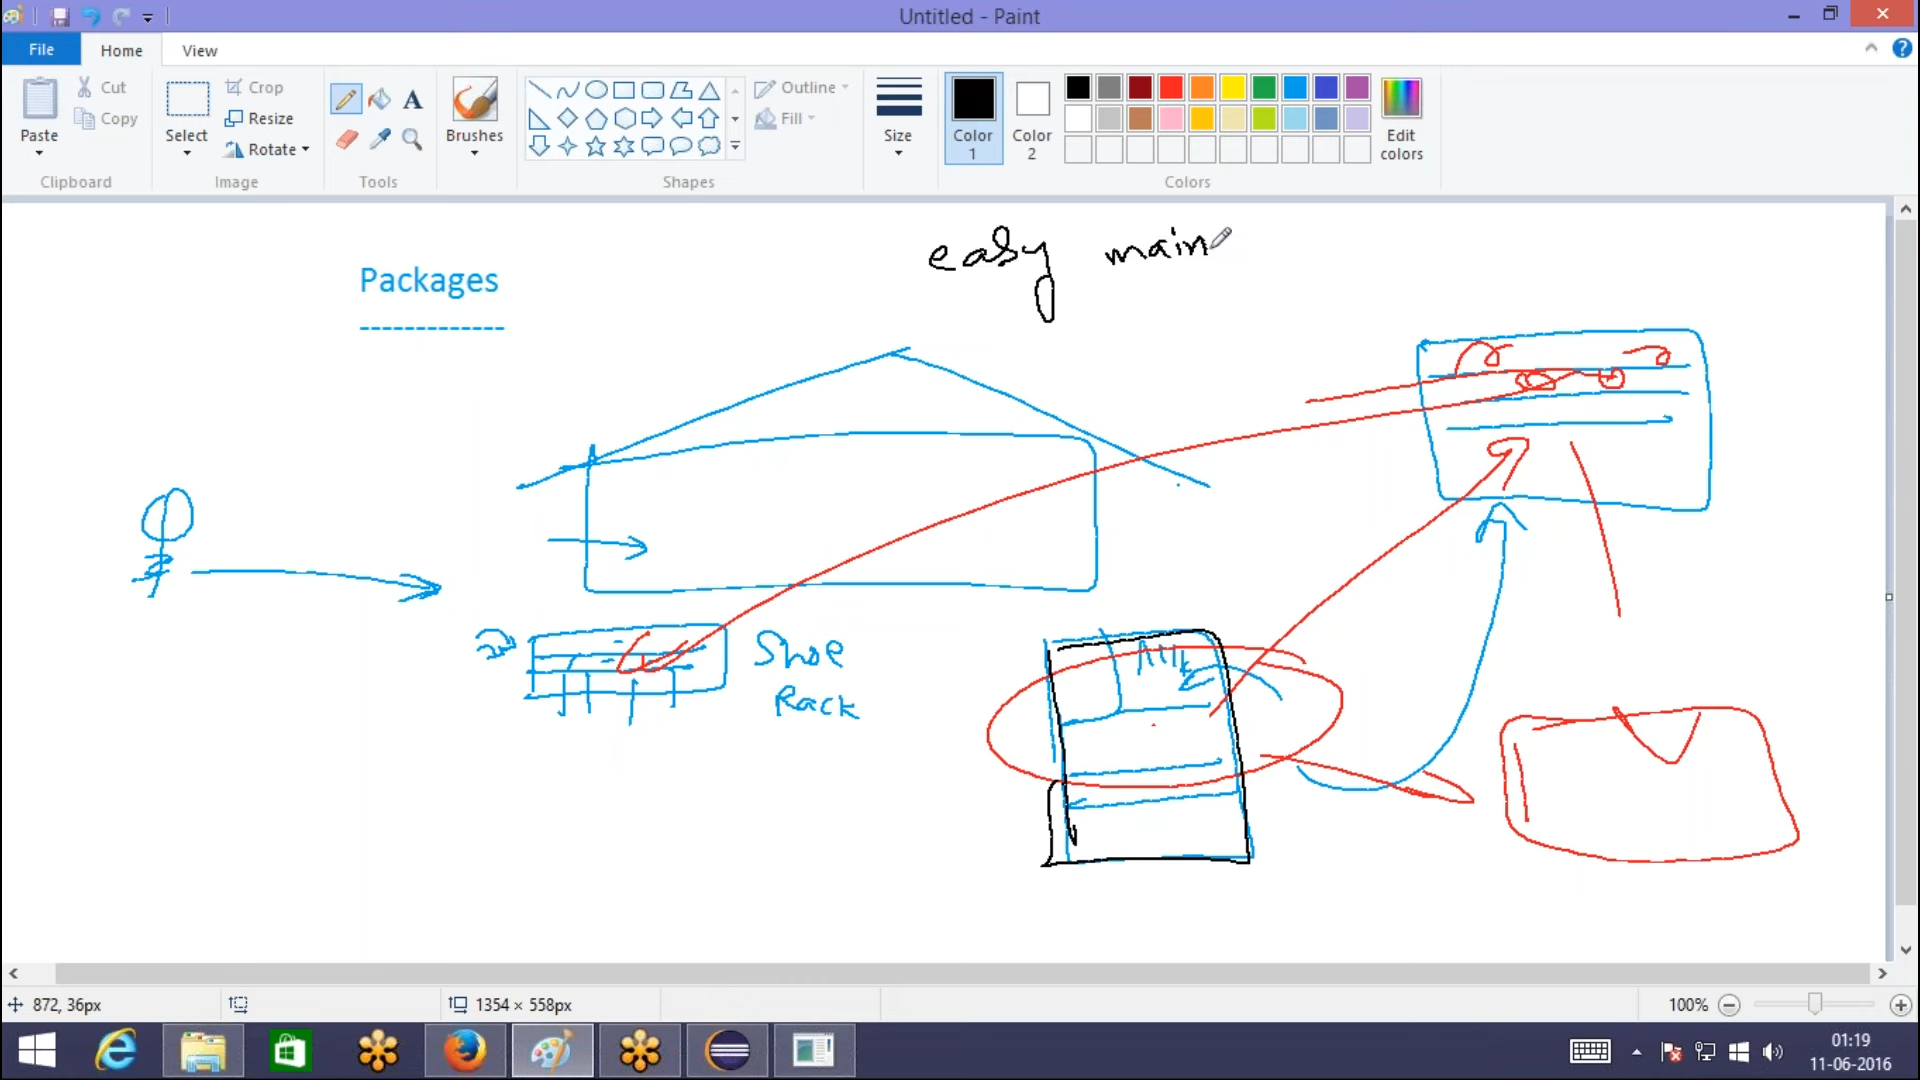 Untitled - Paint
File Home View
Paste
Cut
Copy
Clipboard
Select
Crop
Resize
Rotate
Image
Tools
Brushes
Shapes
Outline
Fill
Size
Color 1
Color 2
Edit colors
Colors
easy main
Packages
-------------
Shoe
Rack
872, 36px
1354 × 558px
100%
01:19
11-06-2016